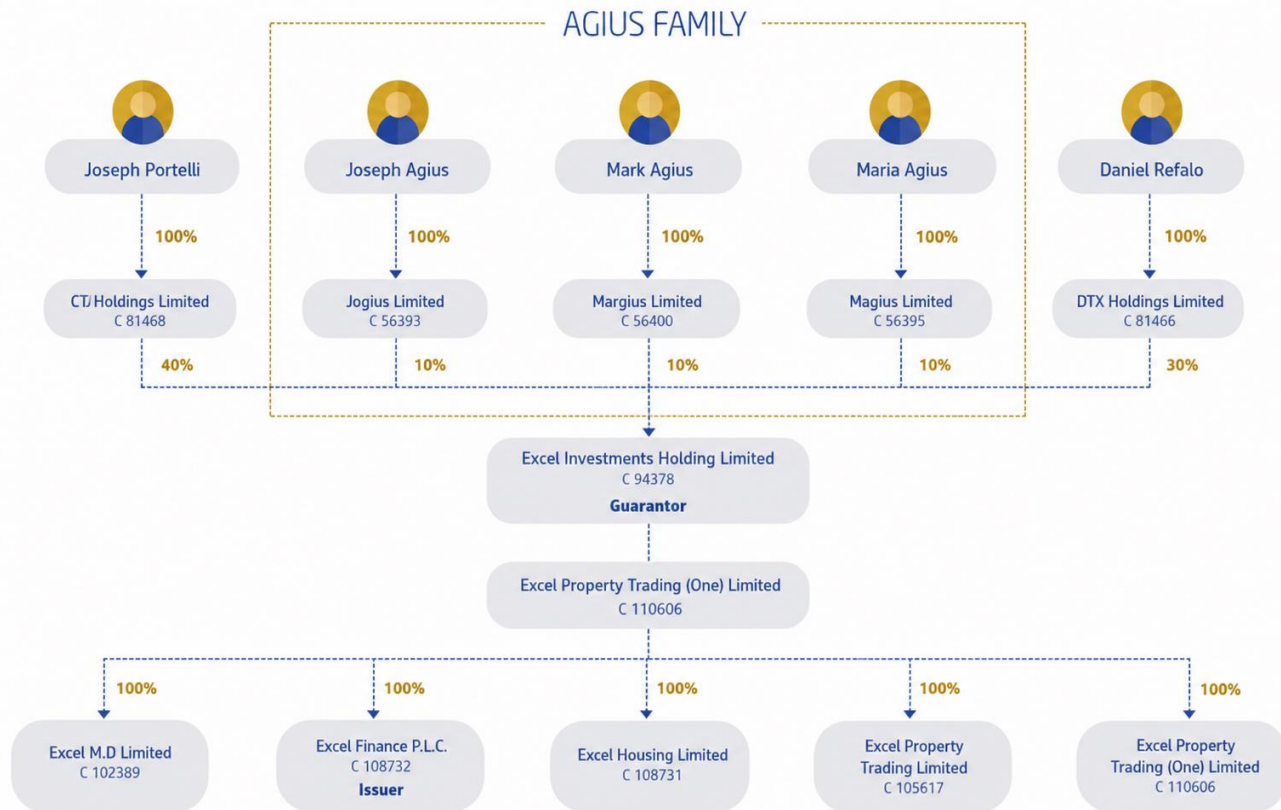 AGIUS FAMILY
Joseph Portelli
Joseph Agius
Mark Agius
Maria Agius
Daniel Refalo
100%
100%
100%
100%
100%
CTJ Holdings Limited
C 81468
Jogius Limited
C 56393
Margius Limited
C 56400
Magius Limited
C 56395
DTX Holdings Limited
C 81466
40%
10%
10%
10%
30%
Excel Investments Holding Limited
C 94378
Guarantor
Excel Property Trading (One) Limited
C 110606
100%
100%
100%
100%
100%
Excel M.D Limited
C 102389
Excel Finance P.L.C.
C 108732
Issuer
Excel Housing Limited
C 108731
Excel Property
Trading Limited
C 105617
Excel Property
Trading (One) Limited
C 110606